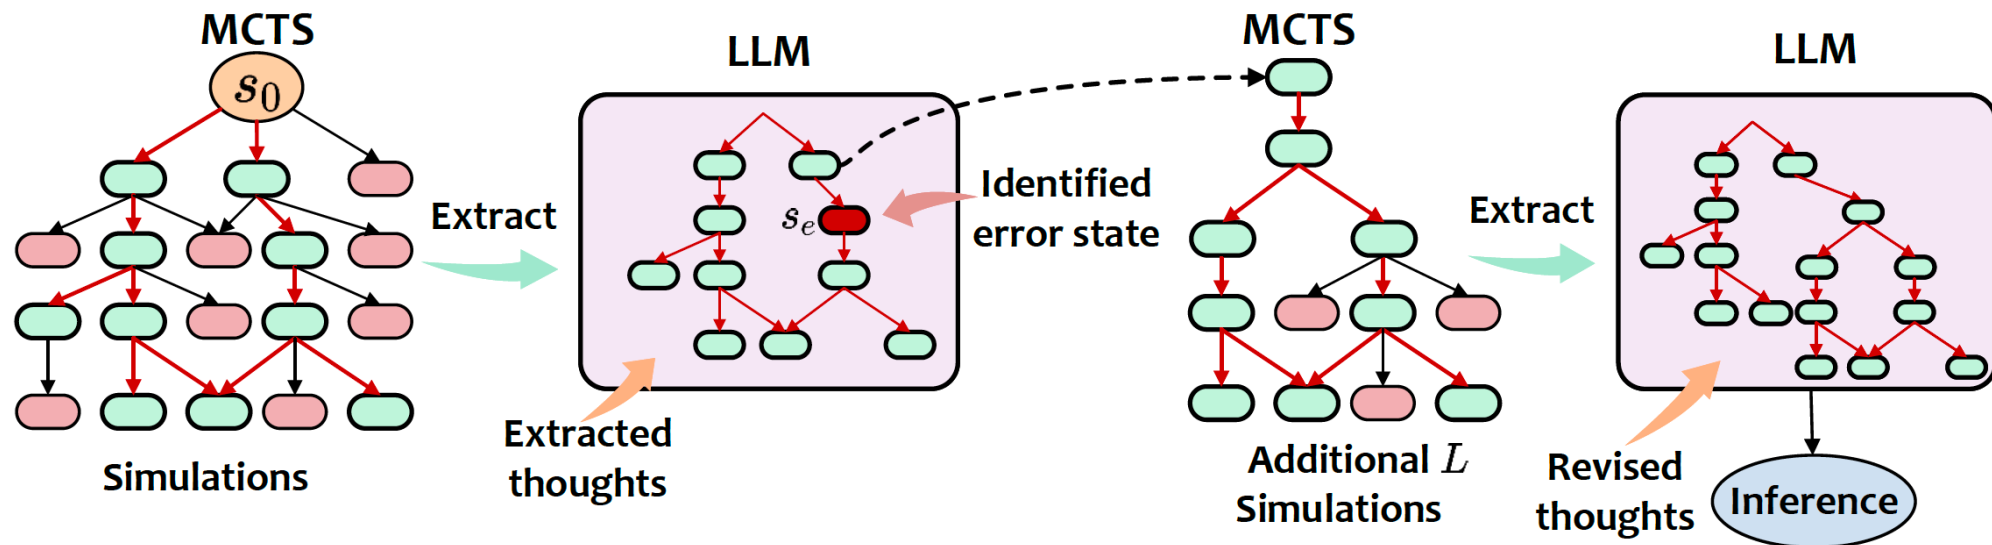 MCTS
s₀
Simulations
Extract
LLM
sₑ
Identified
error state
Extracted
thoughts
MCTS
Additional L
Simulations
Extract
LLM
Revised
thoughts
Inference